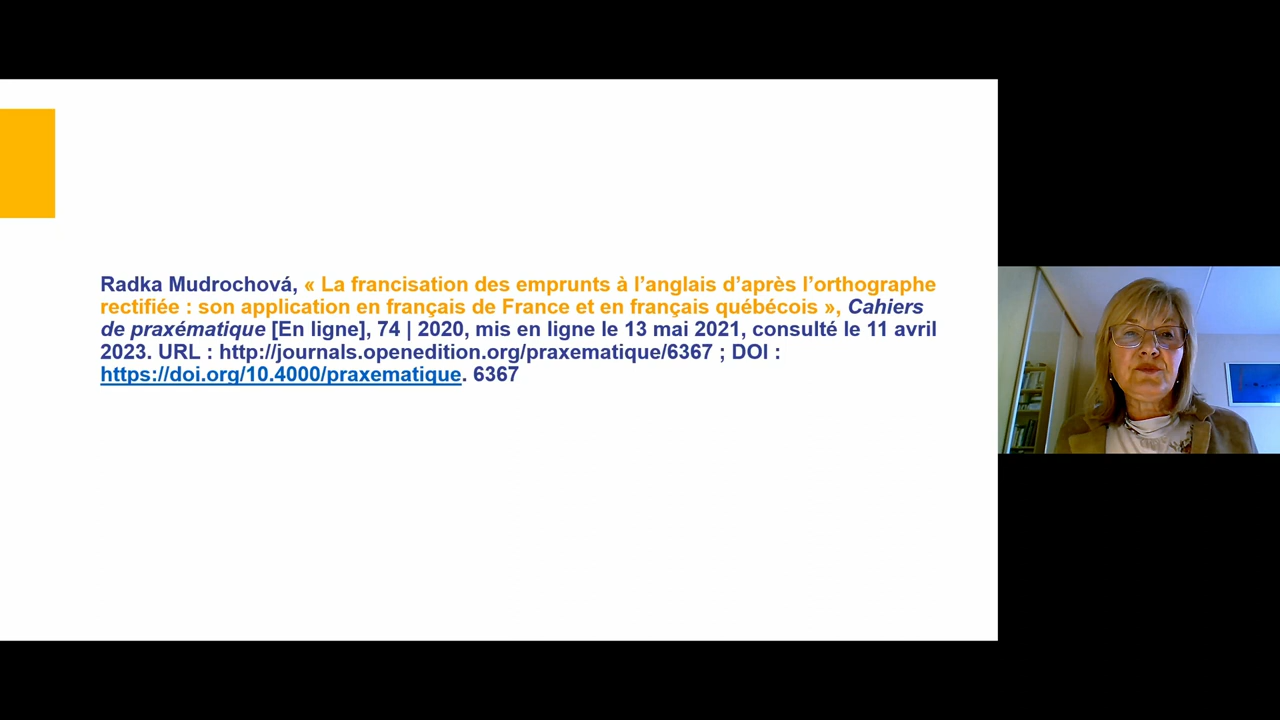 Radka Mudrochová, « La francisation des emprunts à l’anglais d’après l’orthographe
rectifiée : son application en français de France et en français québécois », Cahiers
de praxématique [En ligne], 74 | 2020, mis en ligne le 13 mai 2021, consulté le 11 avril
2023. URL : http://journals.openedition.org/praxematique/6367 ; DOI :
https://doi.org/10.4000/praxematique. 6367